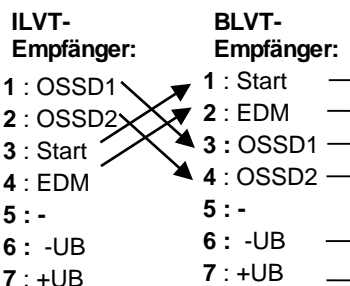 ILVT-
Empfänger:
1 : OSSD1
2 : OSSD2
3 : Start
4 : EDM
5 : -
6 : -UB
7 : +UB
BLVT-
Empfänger:
1 : Start
2 : EDM
3 : OSSD1
4 : OSSD2
5 : -
6 : -UB
7 : +UB